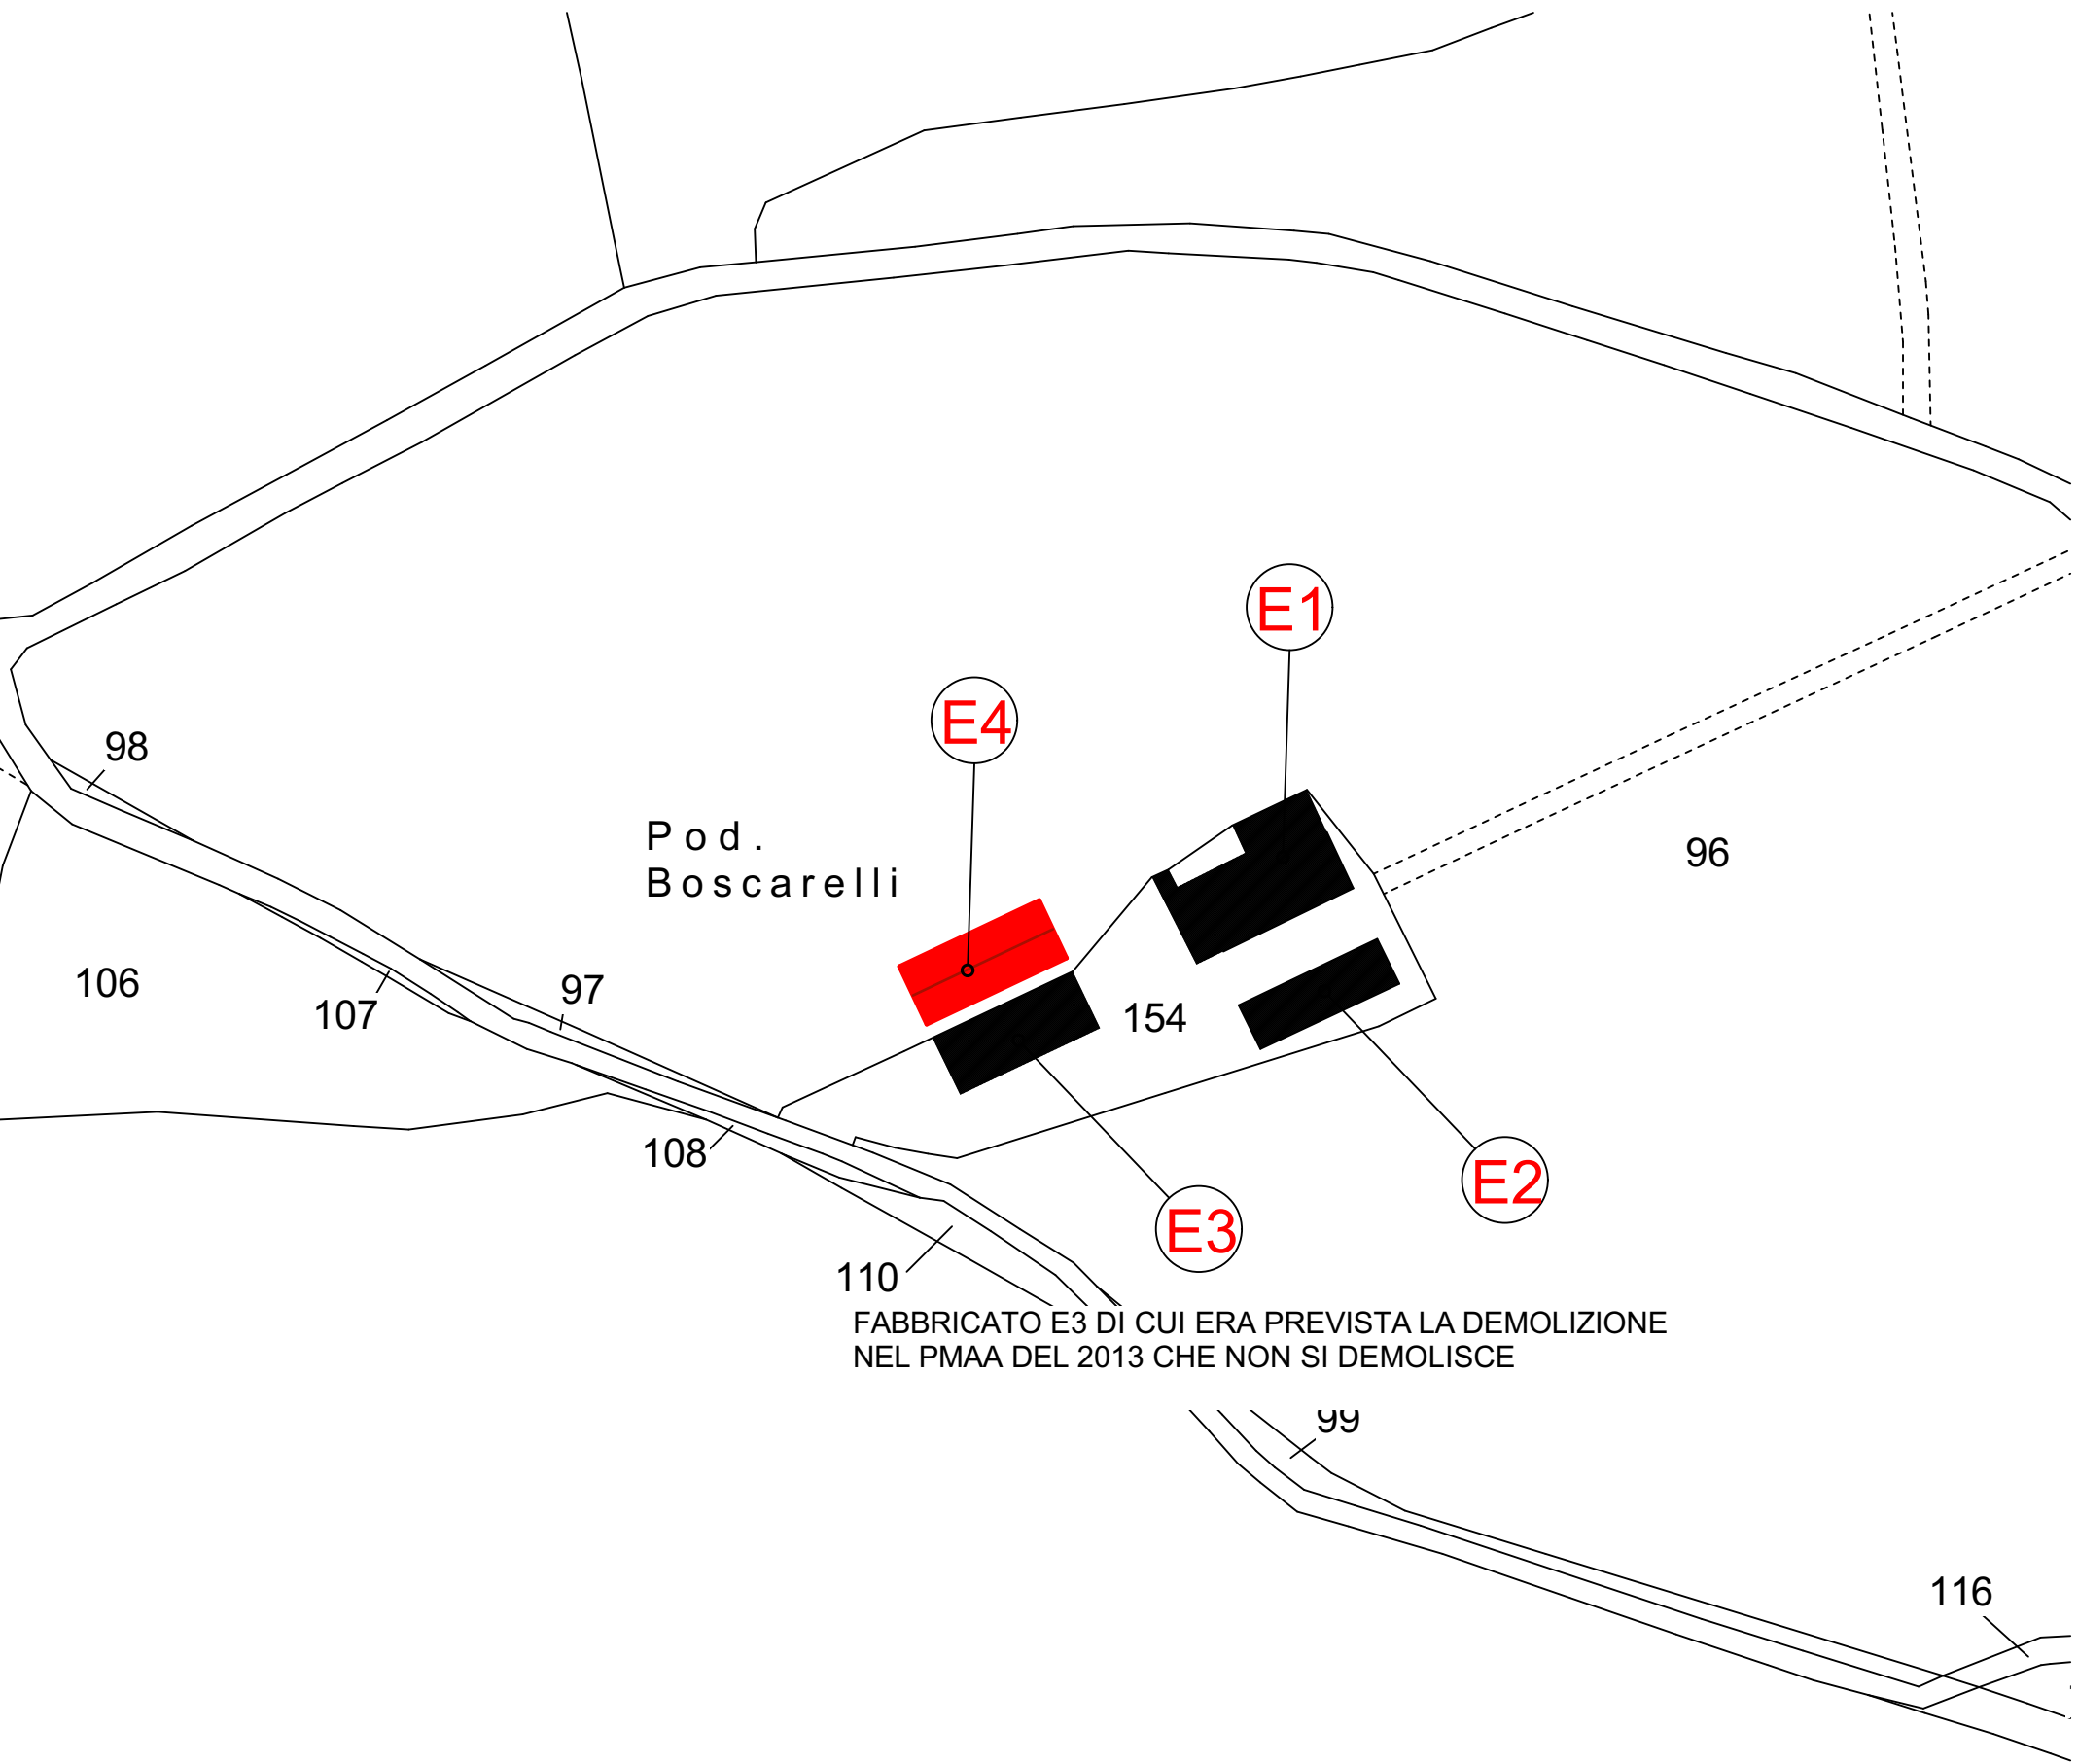 E1
E4
98
Pod.
Boscarelli
96
106
107
97
154
108
E2
E3
110
FABBRICATO E3 DI CUI ERA PREVISTA LA DEMOLIZIONE
NEL PMAA DEL 2013 CHE NON SI DEMOLISCE
99
116